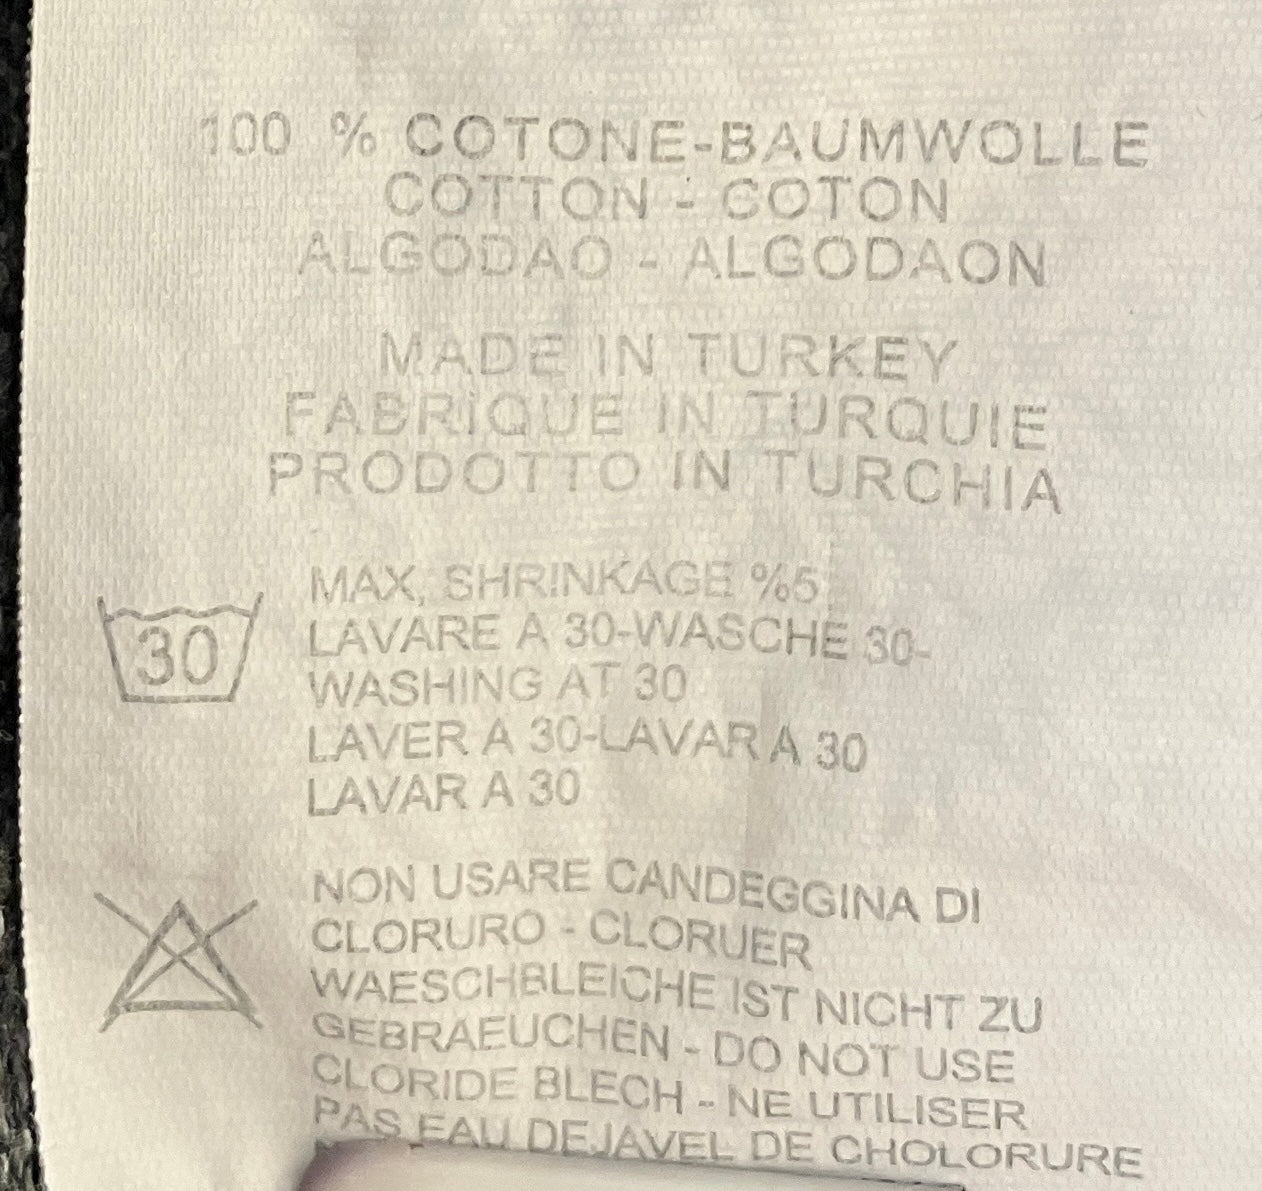 100 % COTONE-BAUMWOLLE
COTTON - COTON
ALGODAO - ALGODAON
MADE IN TURKEY
FABRIQUE IN TURQUIE
PRODOTTO IN TURCHIA
MAX, SHRINKAGE %5
30
LAVARE A 30-WASCHE 30-
WASHING AT 30
LAVER A 30-LAVAR A 30
LAVAR A 30
NON USARE CANDEGGINA DI
CLORURO - CLORUER
WAESCHBLEICHE IST NICHT ZU
GEBRAEUCHEN - DO NOT USE
CLORIDE BLECH - NE UTILISER
PAS EAU DEJAVEL DE CHOLORURE